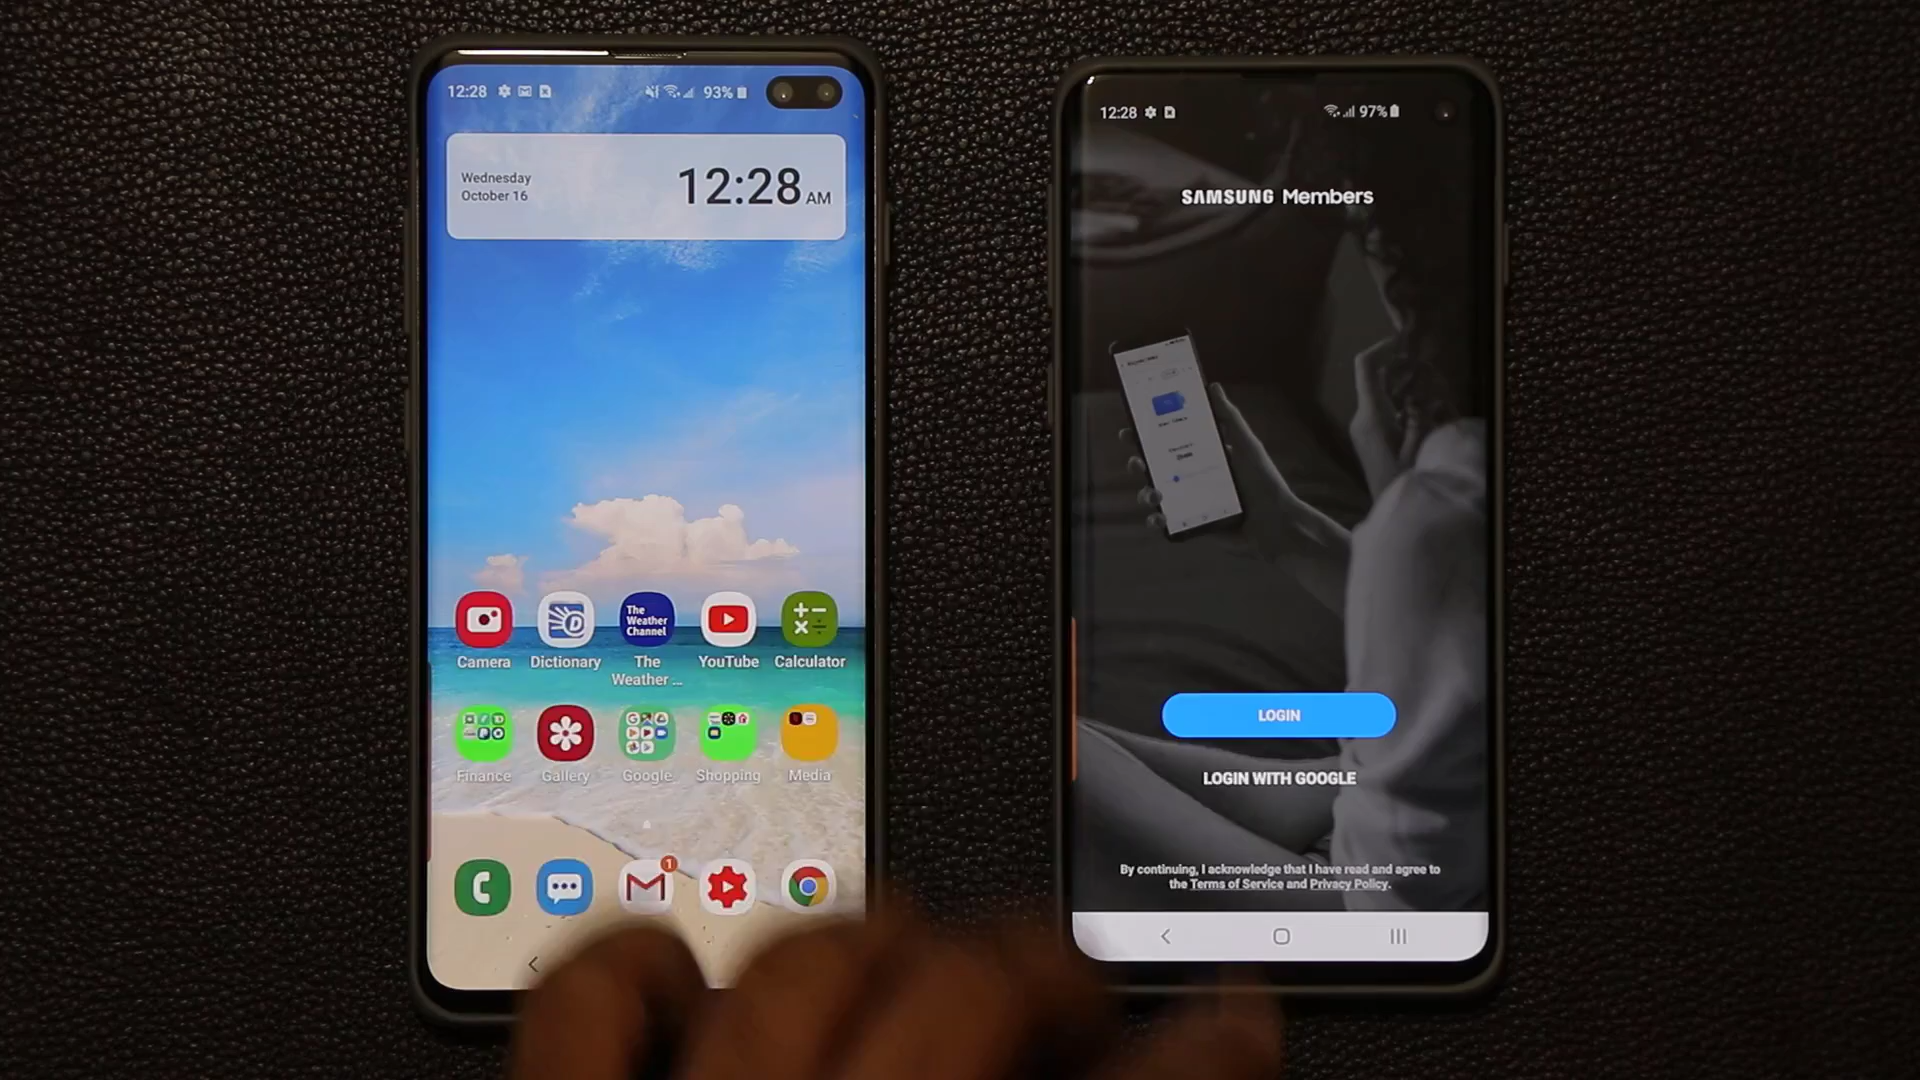 12:28
93%
Wednesday
October 16
12:28 AM
The
Weather
Channel
Camera
Dictionary
The
Weather ...
YouTube
Calculator
Finance
Gallery
Google
Shopping
Media
1
12:28
97%
SAMSUNG Members
LOGIN
LOGIN WITH GOOGLE
By continuing, I acknowledge that I have read and agree to
the Terms of Service and Privacy Policy.